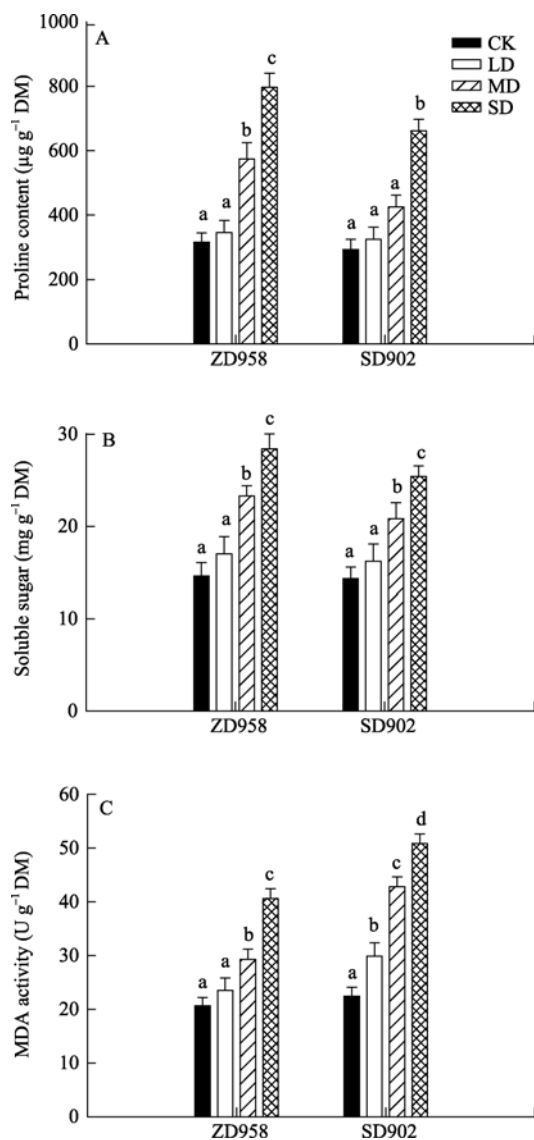 A
1000
800
600
400
200
0
Proline content (µg g⁻¹ DM)
CK
LD
MD
SD
a a b c
a a a b
ZD958 SD902
B
30
20
10
0
Soluble sugar (mg g⁻¹ DM)
a a b c
a a b c
ZD958 SD902
C
60
50
40
30
20
10
0
MDA activity (U g⁻¹ DM)
a a b c
a b c d
ZD958 SD902